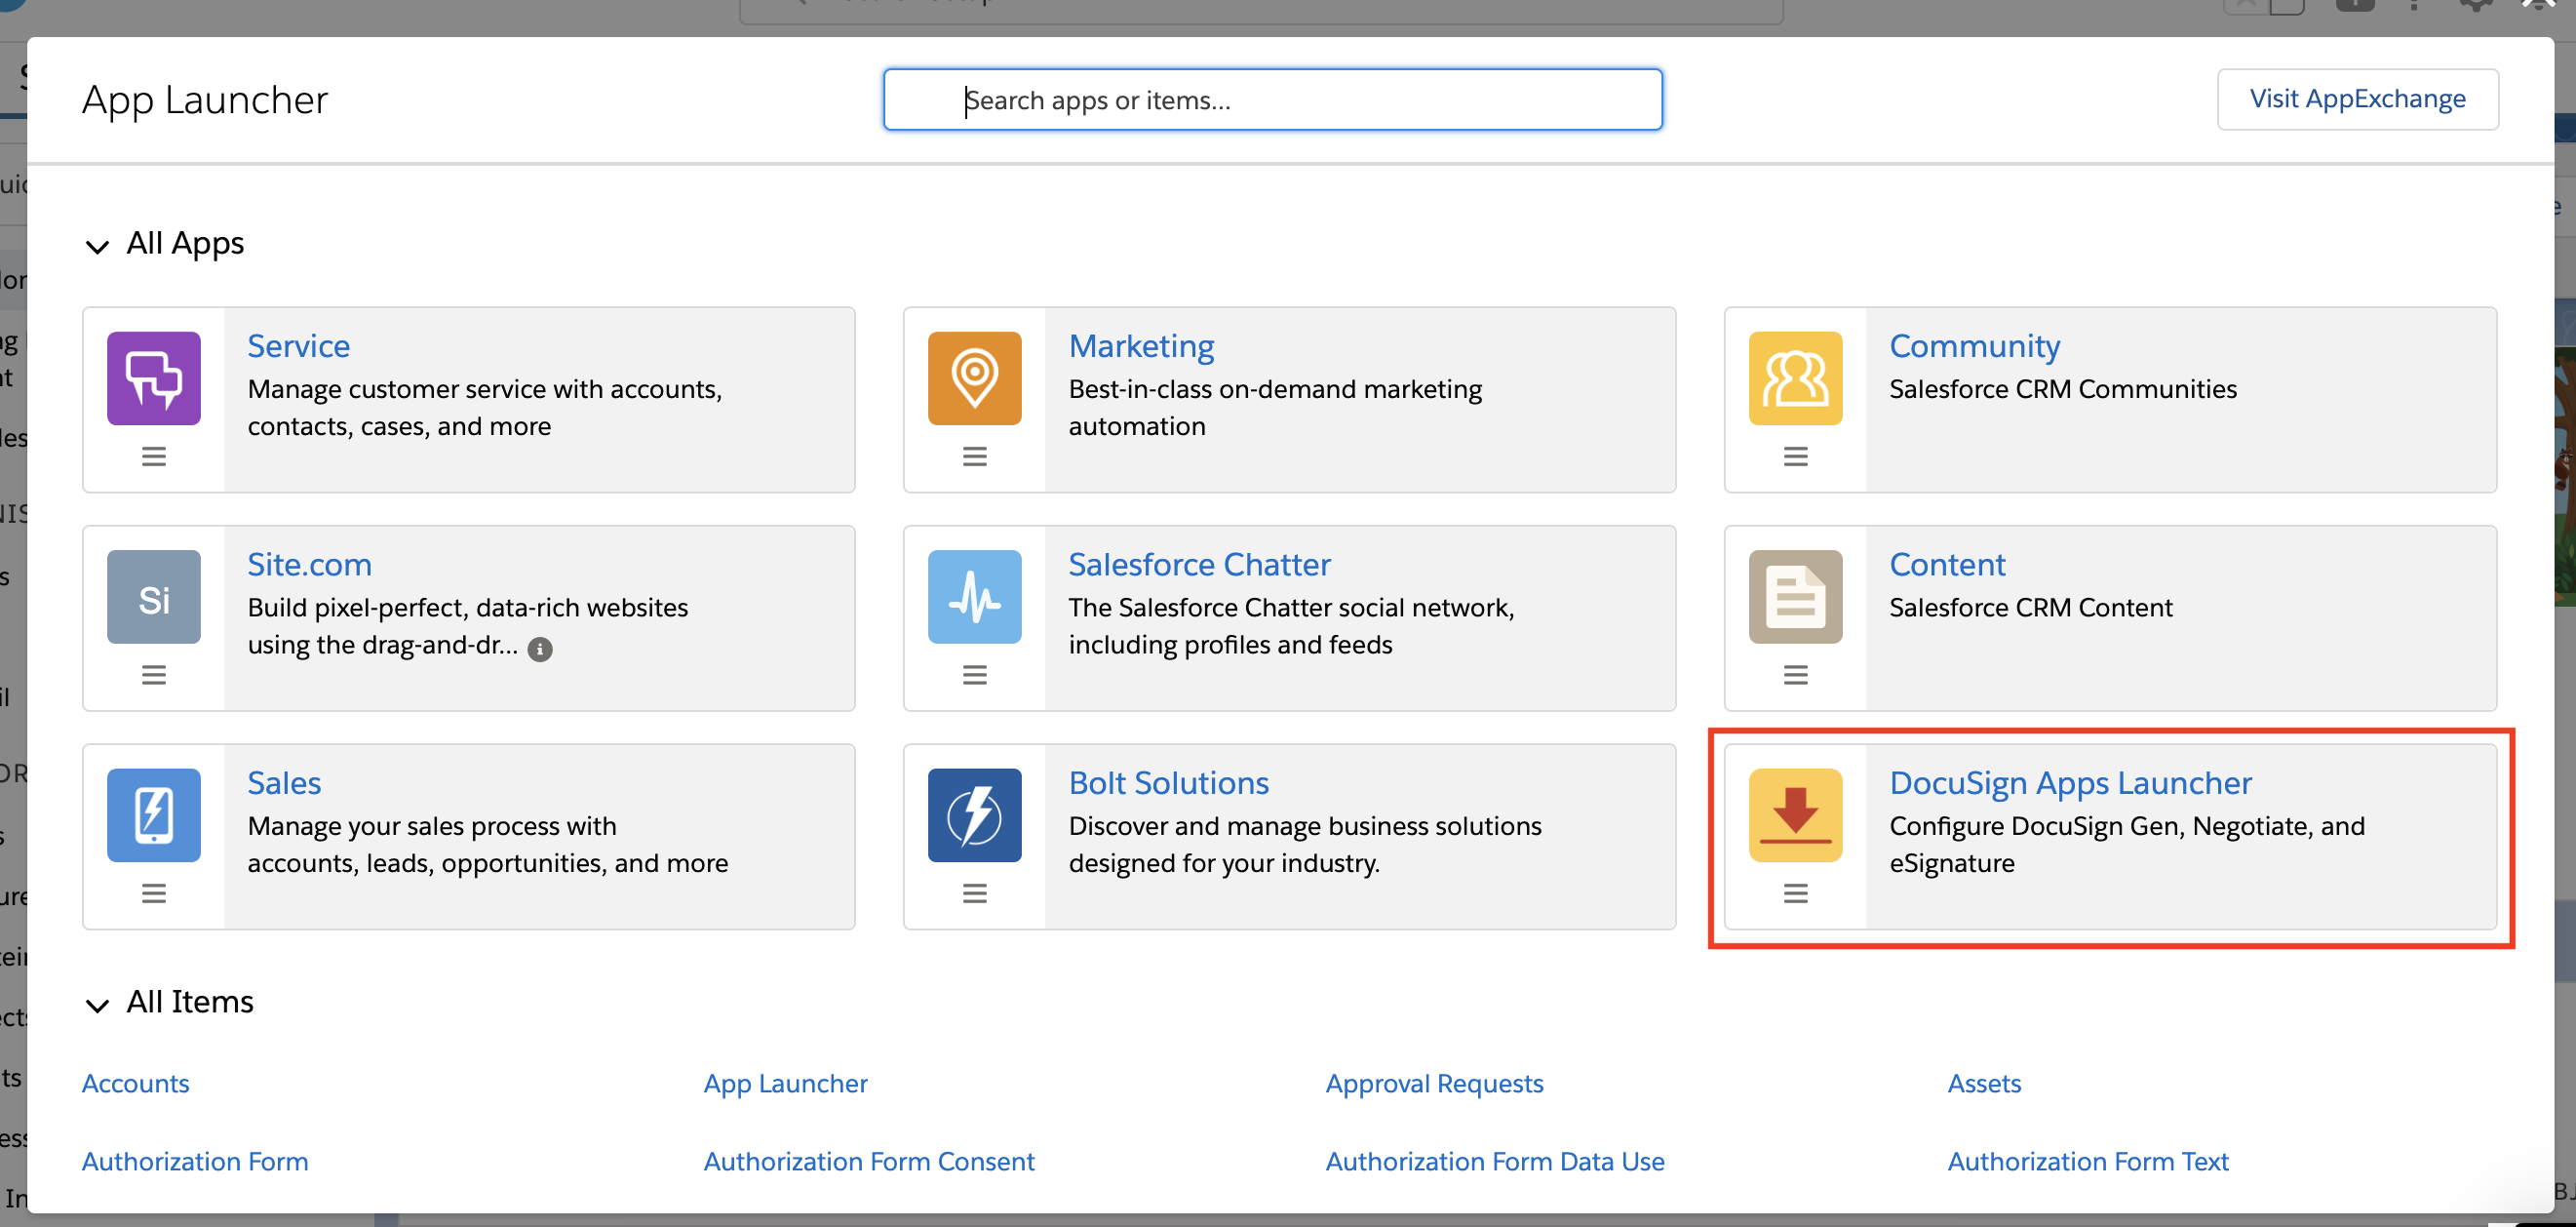 App Launcher
Search apps or items...
Visit AppExchange
All Apps
Service
Manage customer service with accounts,
contacts, cases, and more
Marketing
Best-in-class on-demand marketing
automation
Community
Salesforce CRM Communities
Si
Site.com
Build pixel-perfect, data-rich websites
using the drag-and-dr...
Salesforce Chatter
The Salesforce Chatter social network,
including profiles and feeds
Content
Salesforce CRM Content
Sales
Manage your sales process with
accounts, leads, opportunities, and more
Bolt Solutions
Discover and manage business solutions
designed for your industry.
DocuSign Apps Launcher
Configure DocuSign Gen, Negotiate, and
eSignature
All Items
Accounts
App Launcher
Approval Requests
Assets
Authorization Form
Authorization Form Consent
Authorization Form Data Use
Authorization Form Text